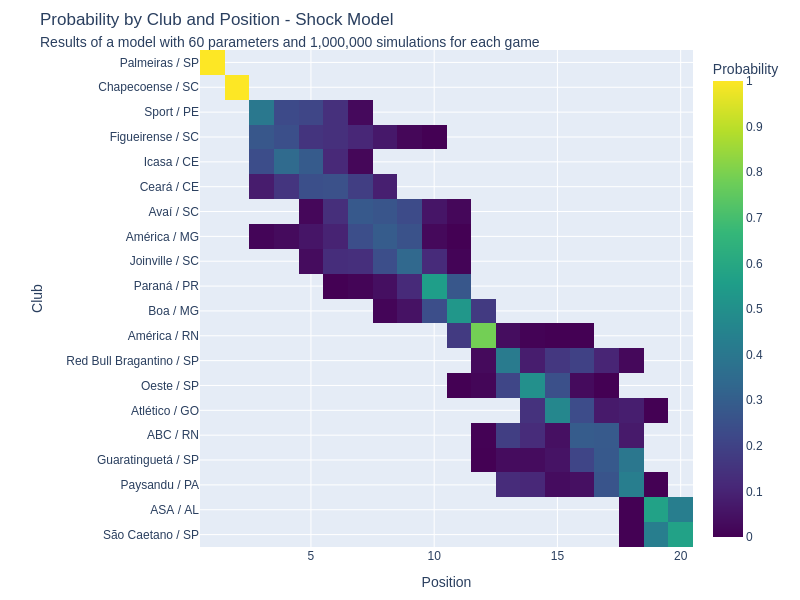 Probability by Club and Position - Shock Model
Results of a model with 60 parameters and 1,000,000 simulations for each game
Probability
Palmeiras / SP
Chapecoense / SC
Sport / PE
Figueirense / SC
Icasa / CE
Ceará / CE
Avaí / SC
América / MG
Joinville / SC
Paraná / PR
Boa / MG
América / RN
Red Bull Bragantino / SP
Oeste / SP
Atlético / GO
ABC / RN
Guaratinguetá / SP
Paysandu / PA
ASA / AL
São Caetano / SP
Club
5
10
15
20
Position
1
0.9
0.8
0.7
0.6
0.5
0.4
0.3
0.2
0.1
0